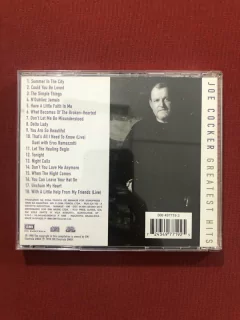 1. Summer In The City
2. Could You Be Loved
3. The Simple Things
4. N'Oubliez Jamais
5. Have A Little Faith In Me
6. What Becomes Of The Broken-Hearted
7. Don't Let Me Be Misunderstood
8. Delta Lady
9. You Are So Beautiful
10. That's All I Need To Know (Live)
Duet with Eros Ramazzotti
11. Let The Healing Begin
12. Tonight
13. Night Calls
14. Don't You Love Me Anymore
15. When The Night Comes
16. You Can Leave Your Hat On
17. Unchain My Heart
18. With A Little Help From My Friends (Live)
EMI
JOE COCKER GREATEST HITS